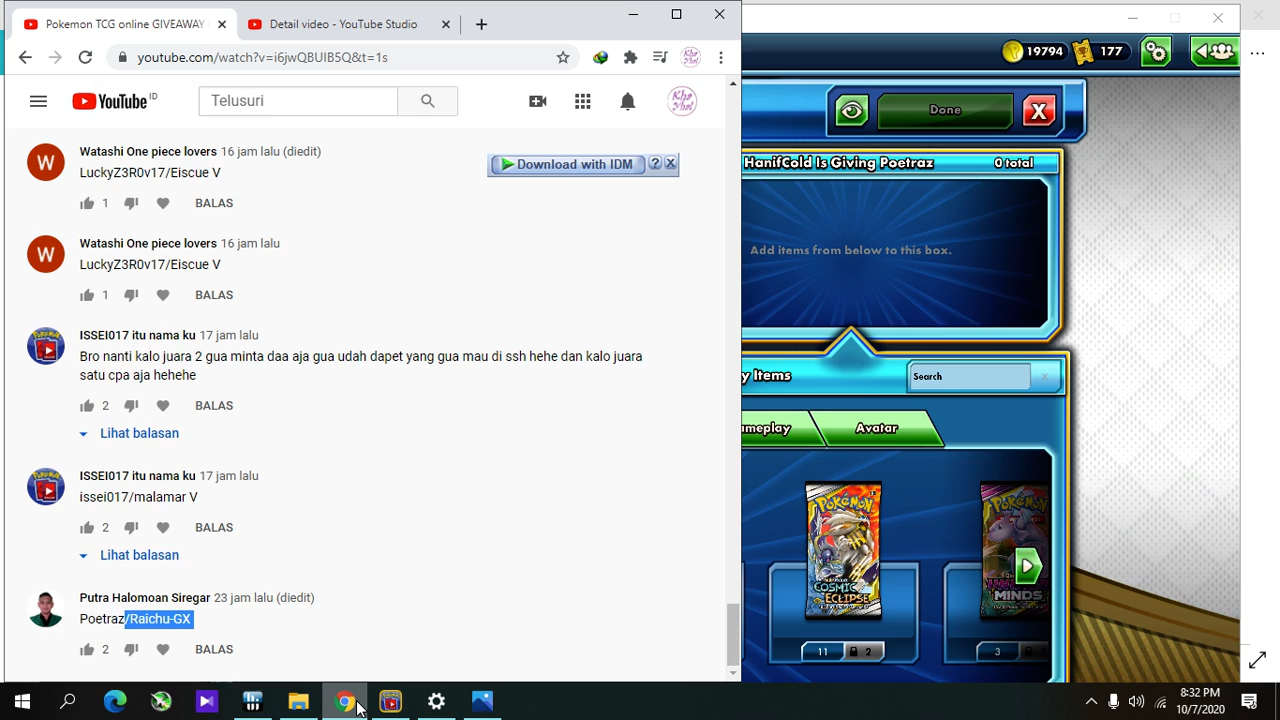 Pokemon TCG online GIVEAWAY
Detail video - YouTube Studio
youtube.com/watch?v=i6jwQBUIB5Q&t=1s
YouTube ID
Telusuri
Watashi One piece lovers 16 jam lalu (diedit)
LuckyZ3R0v17/Eiscue V
1 BALAS
Download with IDM ?
Watashi One piece lovers 16 jam lalu
LuckyZ3R0v17/Eiscue V
1 BALAS
ISSEI017 itu nama ku 17 jam lalu
Bro nanti kalo juara 2 gua minta daa aja gua udah dapet yang gua mau di ssh hehe dan kalo juara
satu cpa aja hehehe
2 BALAS
Lihat balasan
ISSEI017 itu nama ku 17 jam lalu
issei017/malamar V
2 BALAS
Lihat balasan
Putra Halomoan Siregar 23 jam lalu (diedit)
Poetraz/Raichu-GX
2 BALAS
19794 177
Done X
HanifCold Is Giving Poetraz 0 total
Add items from below to this box.
y Items Search
ameplay Avatar
POKÉMON
COSMIC
ECLIPSE
MINDS
11 2
3
8:32 PM
10/7/2020